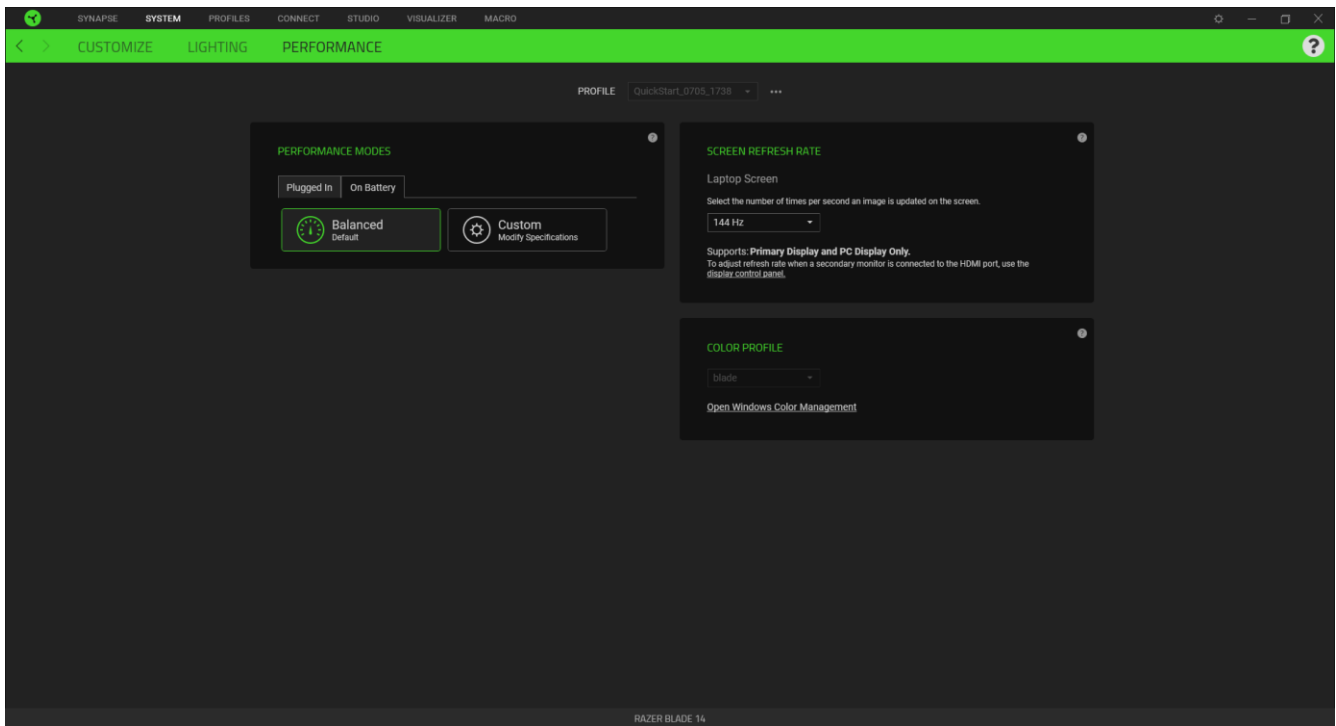 SYNAPSE SYSTEM PROFILES CONNECT STUDIO VISUALIZER MACRO
CUSTOMIZE LIGHTING PERFORMANCE ?
PROFILE QuickStart_0705_1738
PERFORMANCE MODES ?
Plugged In On Battery
Balanced
Default
Custom
Modify Specifications
SCREEN REFRESH RATE ?
Laptop Screen
Select the number of times per second an image is updated on the screen.
144 Hz
Supports: Primary Display and PC Display Only.
To adjust refresh rate when a secondary monitor is connected to the HDMI port, use the
display control panel.
COLOR PROFILE ?
blade
Open Windows Color Management
RAZER BLADE 14